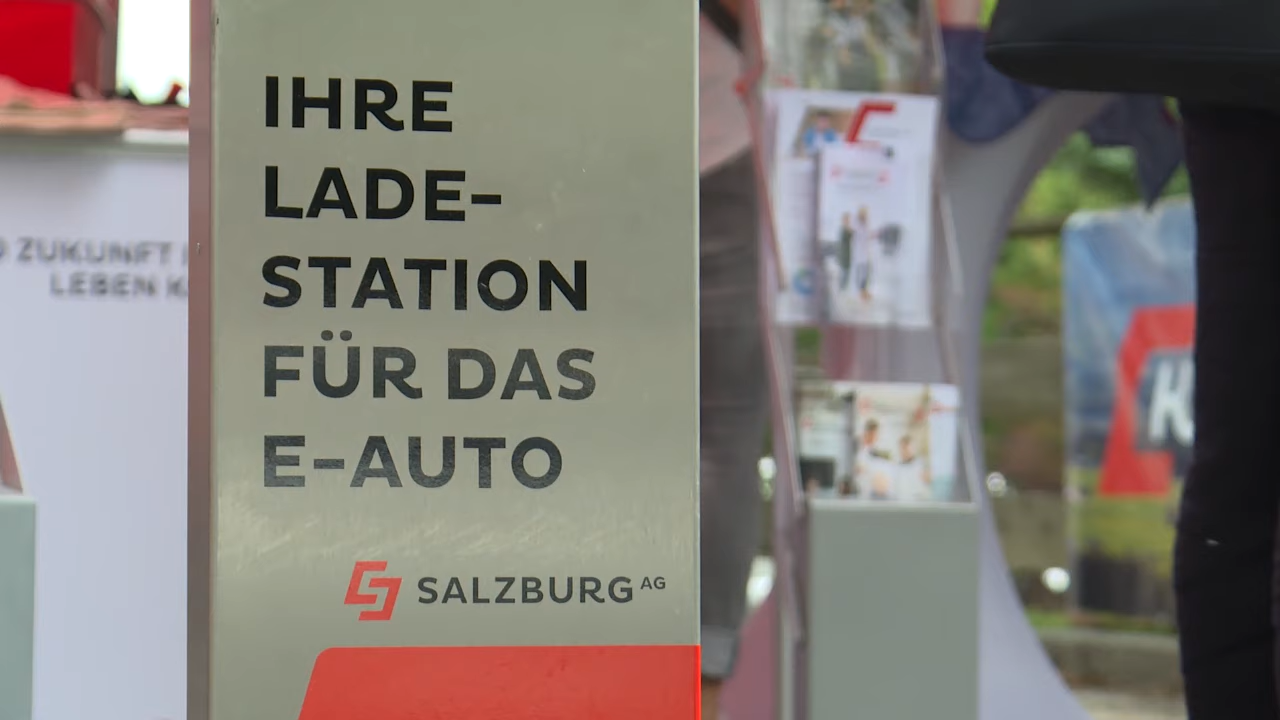 IHRE
LADE-
STATION
FÜR DAS
E-AUTO
SALZBURG AG
ZUKUNFT
LEBEN